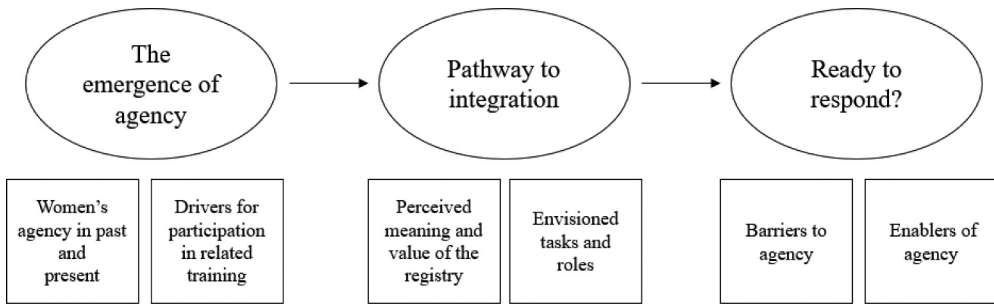 The
emergence of
agency
Pathway to
integration
Ready to
respond?
Women's
agency in past
and
present
Drivers for
participation
in related
training
Perceived
meaning and
value of the
registry
Envisioned
tasks and
roles
Barriers to
agency
Enablers of
agency